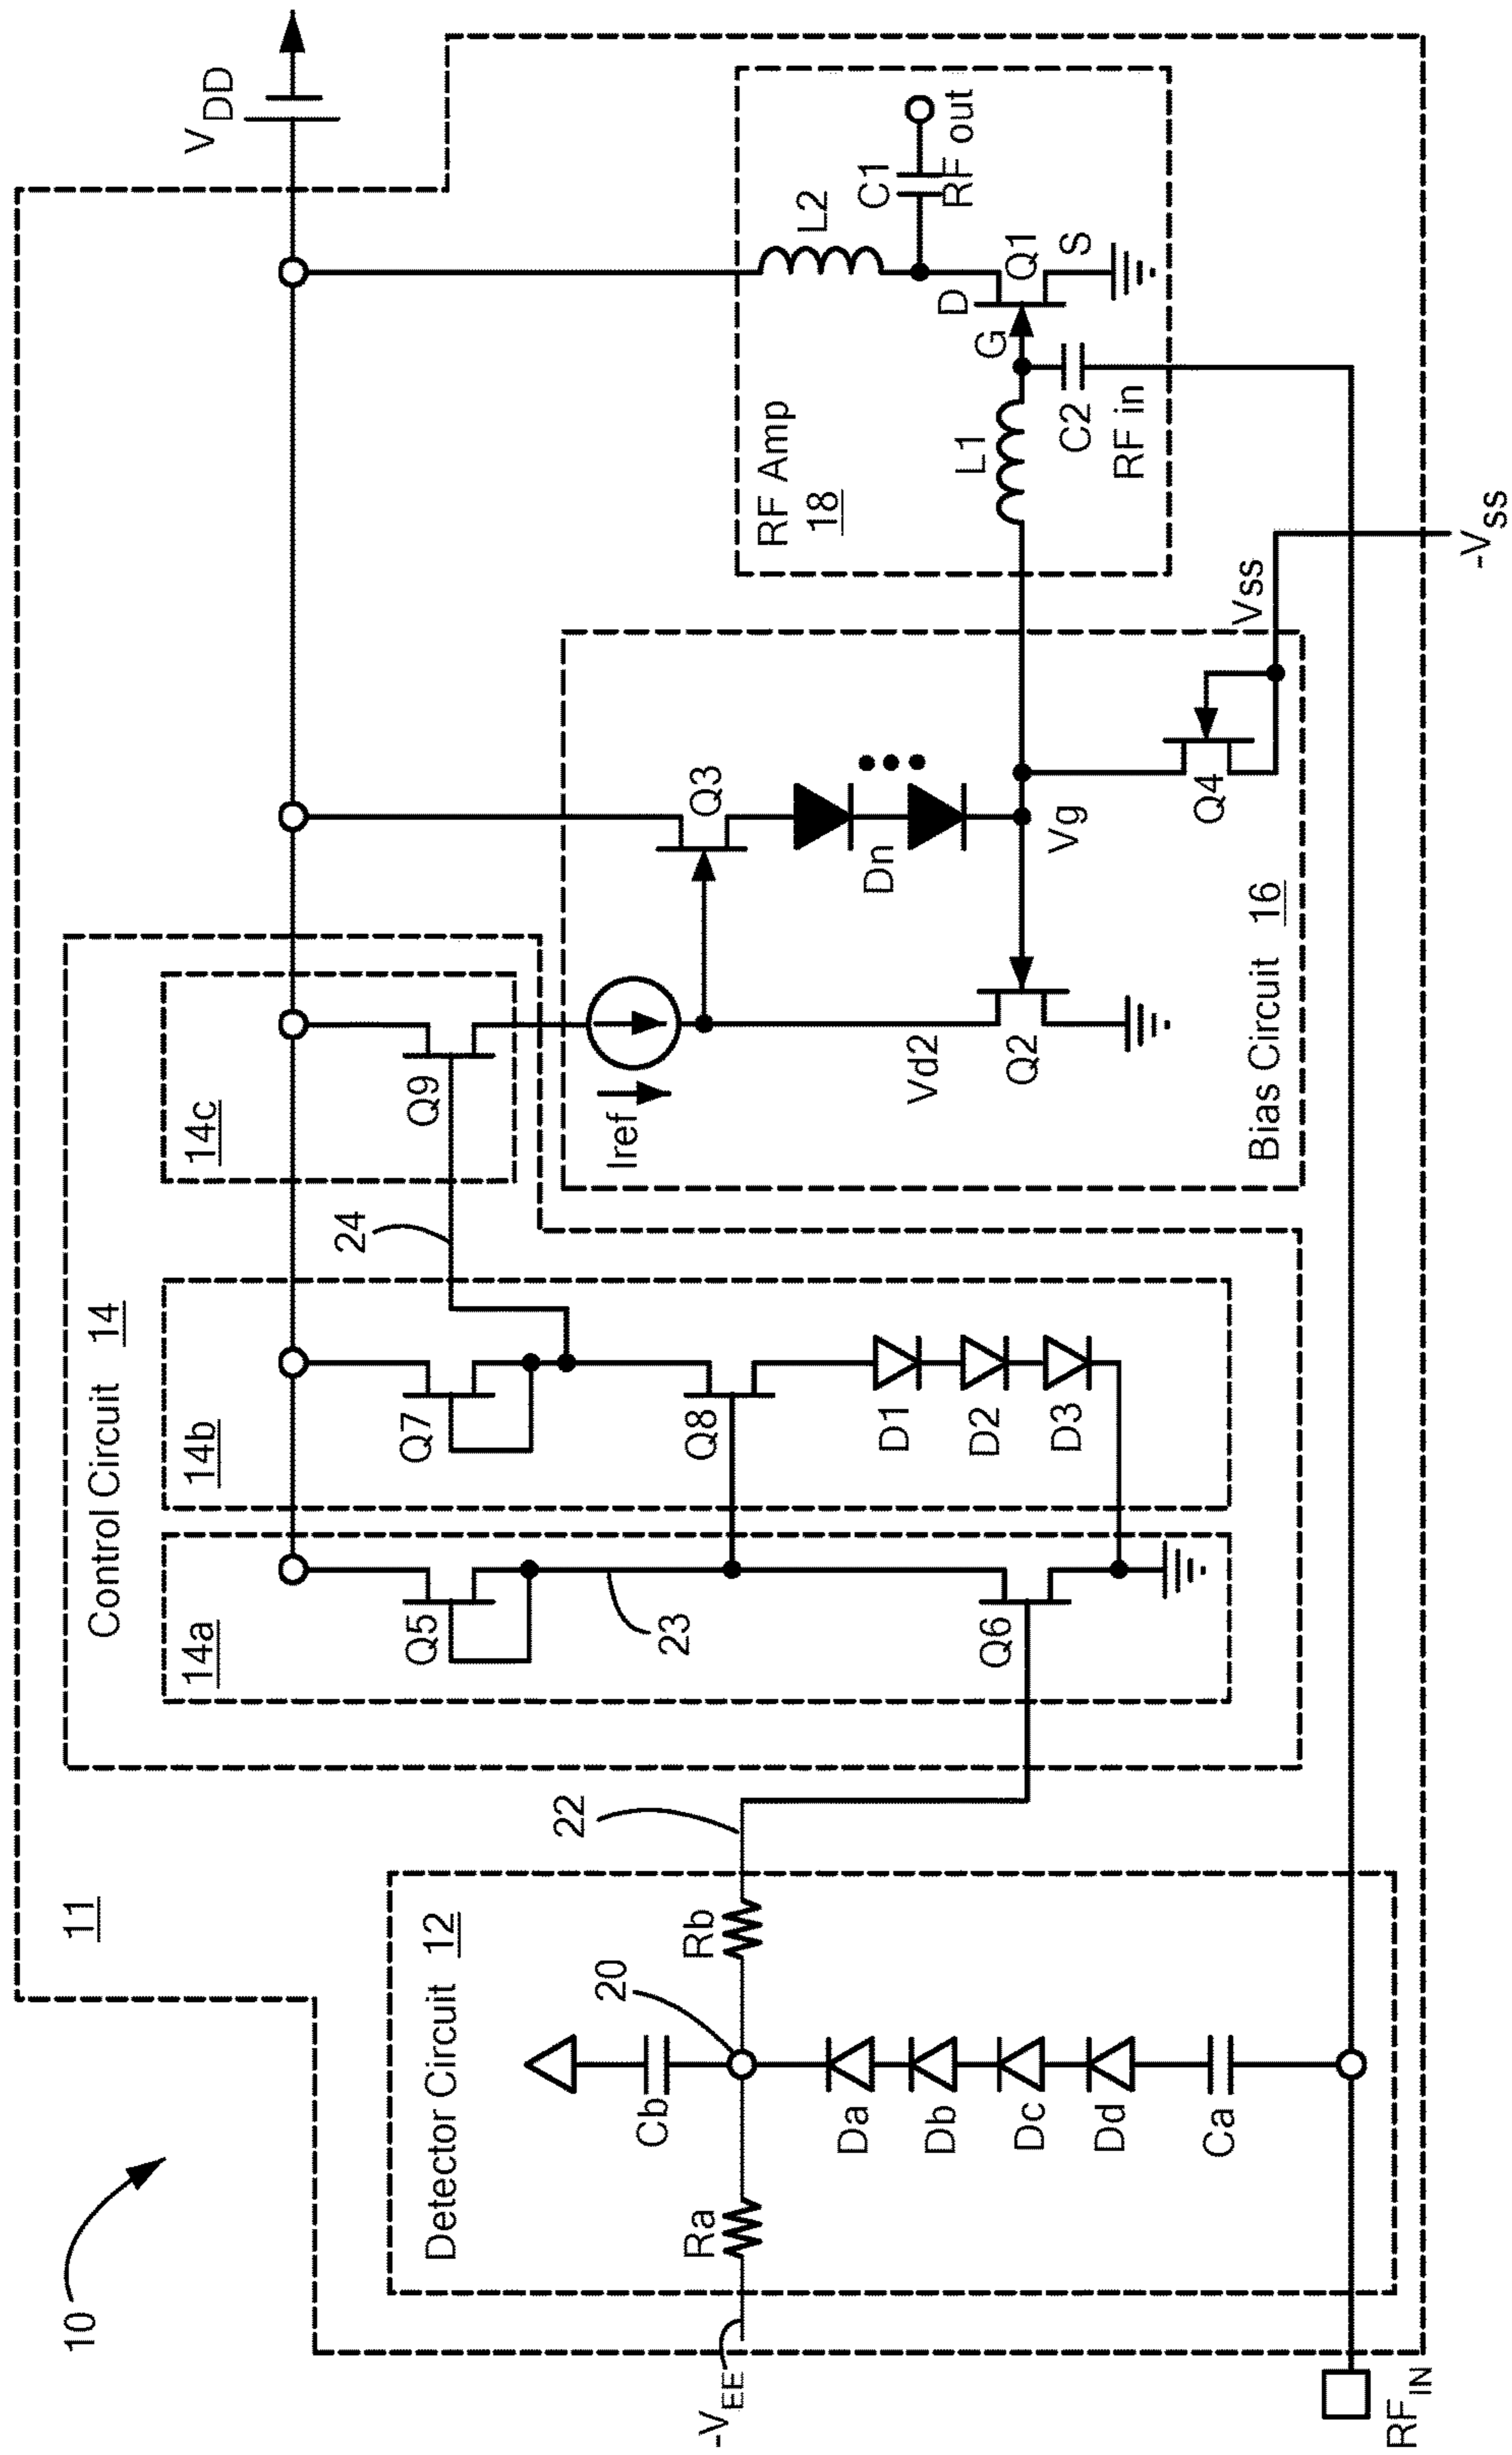 10
11
V DD
Control Circuit 14
14a
14b
14c
Q5
Q7
Q9
24
23
Q8
Q6
D1
D2
D3
22
Detector Circuit 12
20
Cb
Ra
Rb
Da
Db
Dc
Dd
Ca
-VEE
RFIN
Iref
Q3
Dn
Vd2
Q2
Vg
Q4
Bias Circuit 16
Vss
-Vss
RF Amp
18
L2
C1
RF out
D
Q1
G
S
L1
C2
RF in